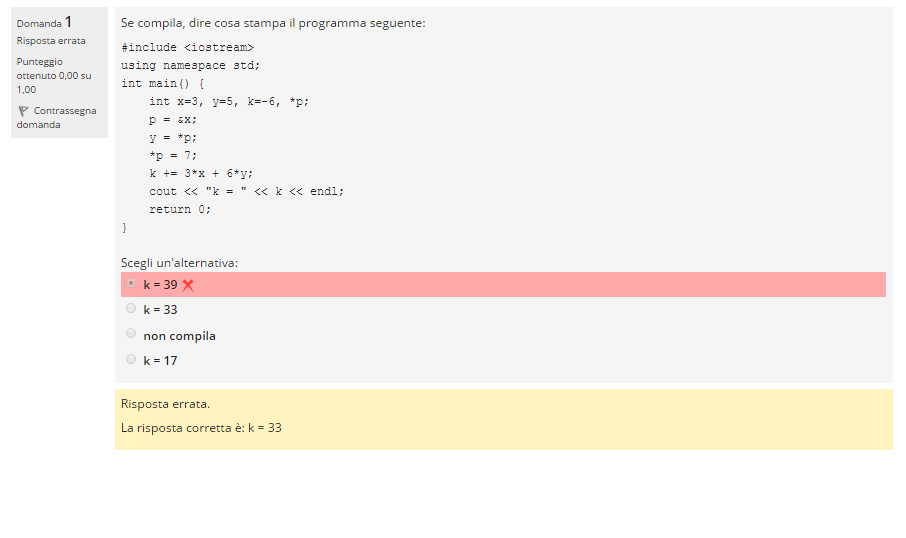 Domanda 1
Risposta errata
Punteggio
ottenuto 0,00 su
1,00
Contrassegna
domanda
Se compila, dire cosa stampa il programma seguente:
#include <iostream>
using namespace std;
int main() {
    int x=3, y=5, k=-6, *p;
    p = &x;
    y = *p;
    *p = 7;
    k += 3*x + 6*y;
    cout << "k = " << k << endl;
    return 0;
}
Scegli un'alternativa:
k = 39
k = 33
non compila
k = 17
Risposta errata.
La risposta corretta è: k = 33